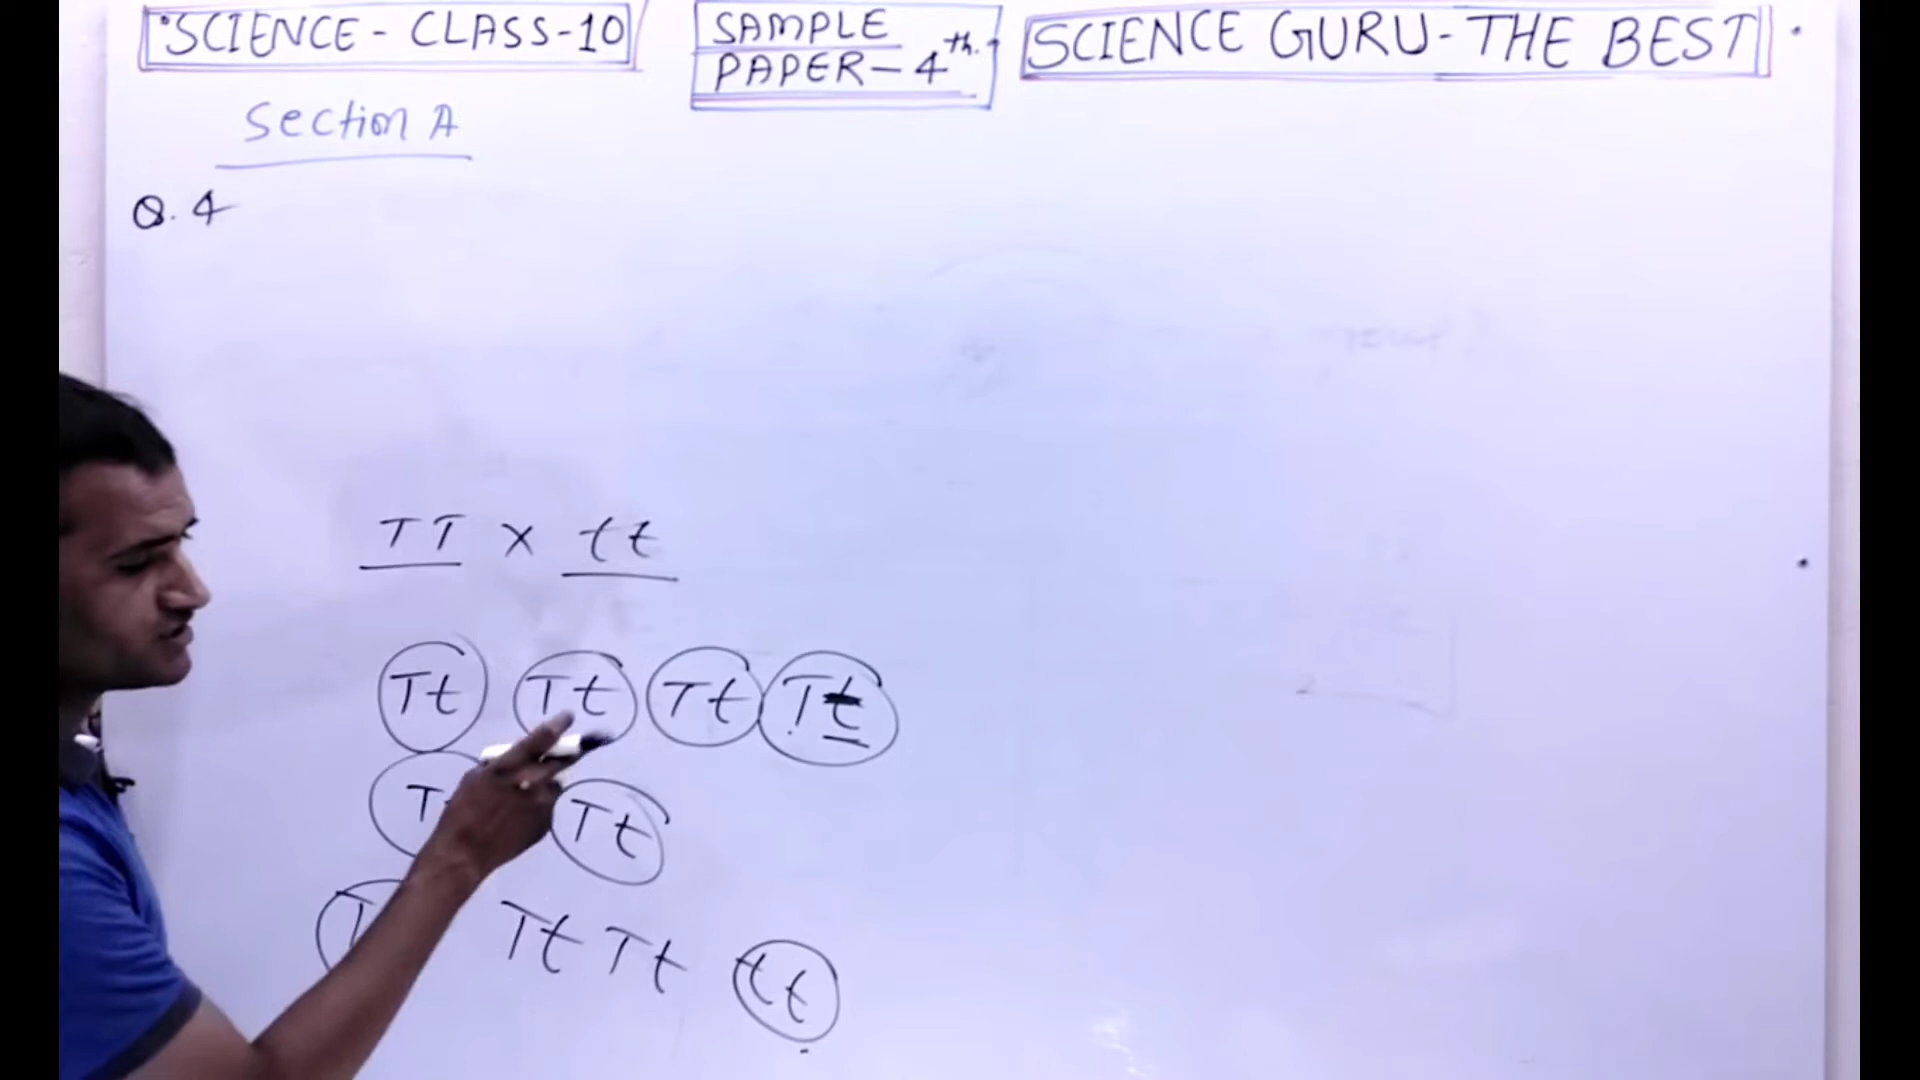 SCIENCE - CLASS-10
SAMPLE
PAPER - 4th.
SCIENCE GURU - THE BEST
Section A
Q. 4
TT × tt
Tt Tt Tt Tt
Tt
Tt Tt tt